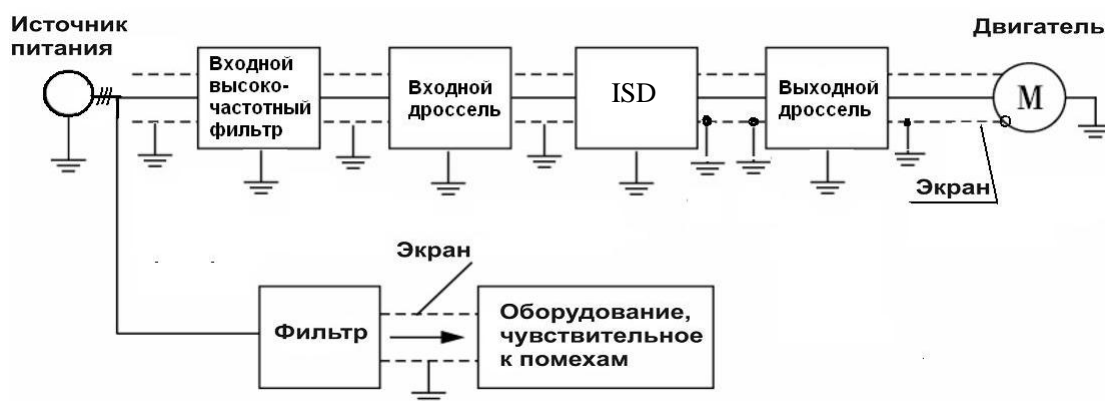 Источник
питания
Входной
высоко-
частотный
фильтр
Входной
дроссель
ISD
Выходной
дроссель
Двигатель
M
Экран
Экран
Фильтр
Оборудование,
чувствительное
к помехам